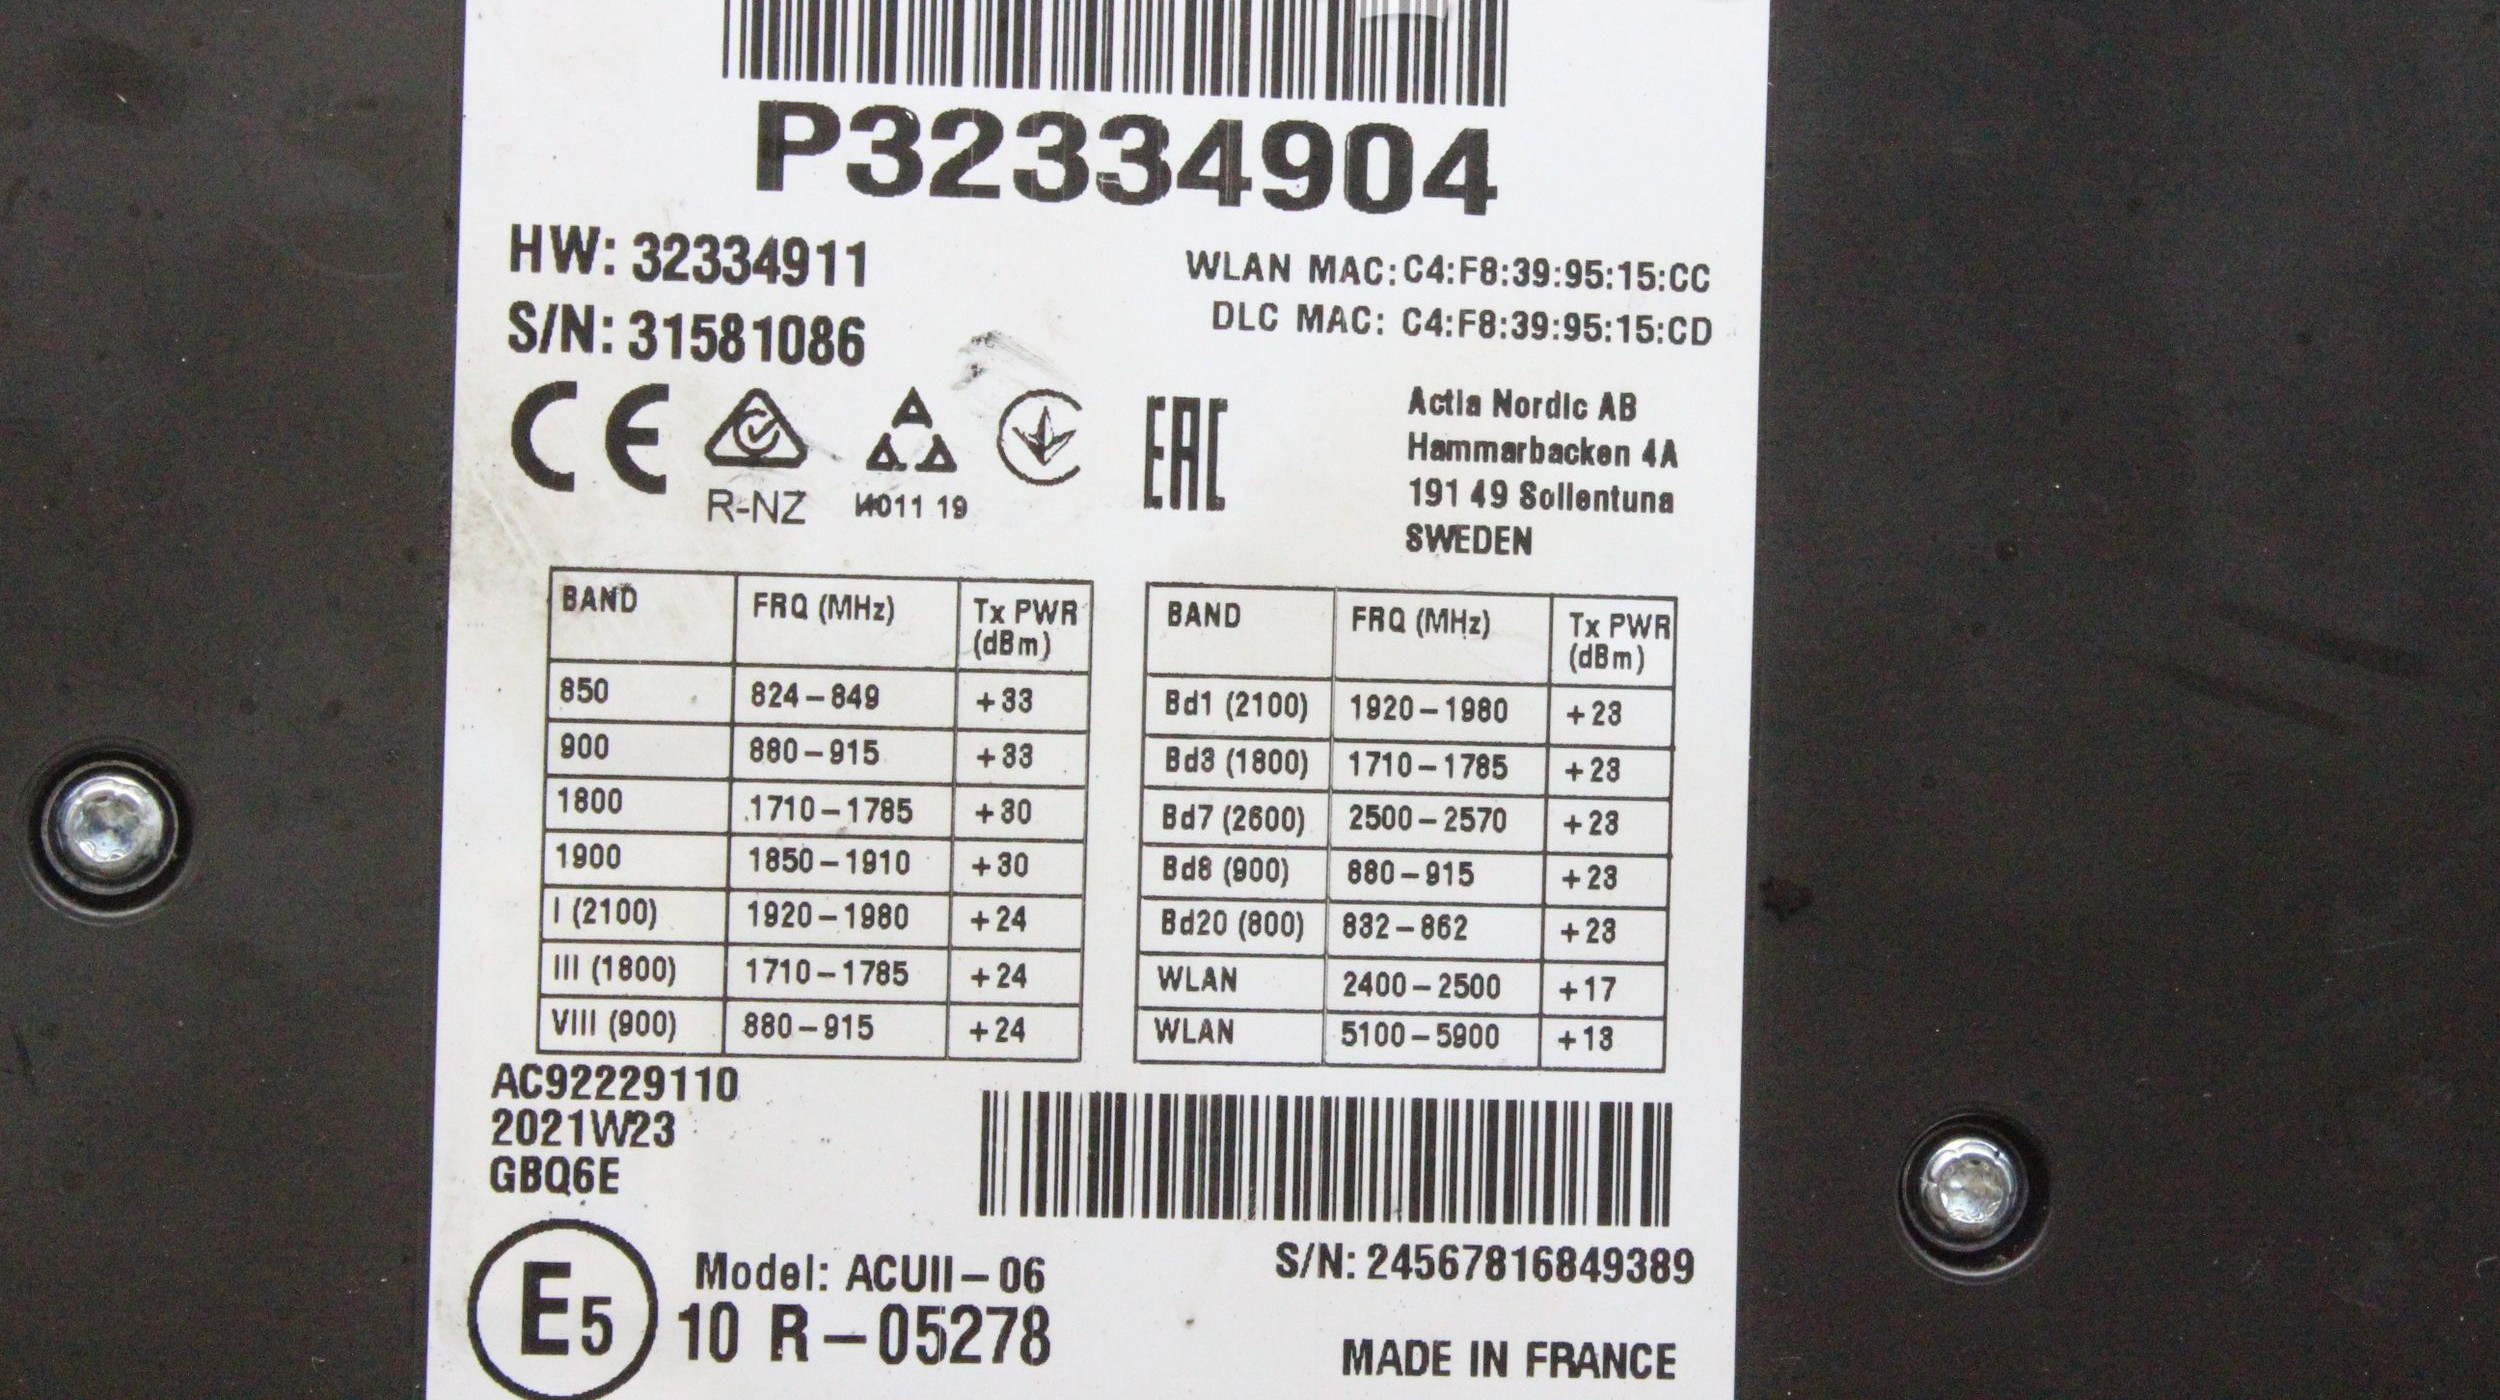 P32334904
HW: 32334911
S/N: 31581086
WLAN MAC:C4:F8:39:95:15:CC
DLC MAC: C4:F8:39:95:15:CD
CE
R-NZ
И011 19
EAC
Actia Nordic AB
Hammarbacken 4A
191 49 Sollentuna
SWEDEN
BAND FRQ (MHz) Tx PWR (dBm)
850 824-849 +33
900 880-915 +33
1800 1710-1785 +30
1900 1850-1910 +30
I (2100) 1920-1980 +24
III (1800) 1710-1785 +24
VIII (900) 880-915 +24
BAND FRQ (MHz) Tx PWR (dBm)
Bd1 (2100) 1920-1980 +23
Bd3 (1800) 1710-1785 +23
Bd7 (2600) 2500-2570 +23
Bd8 (900) 880-915 +23
Bd20 (800) 832-862 +23
WLAN 2400-2500 +17
WLAN 5100-5900 +13
AC92229110
2021W23
GBQ6E
E5
Model: ACUII-06
10 R-05278
S/N: 24567816849389
MADE IN FRANCE